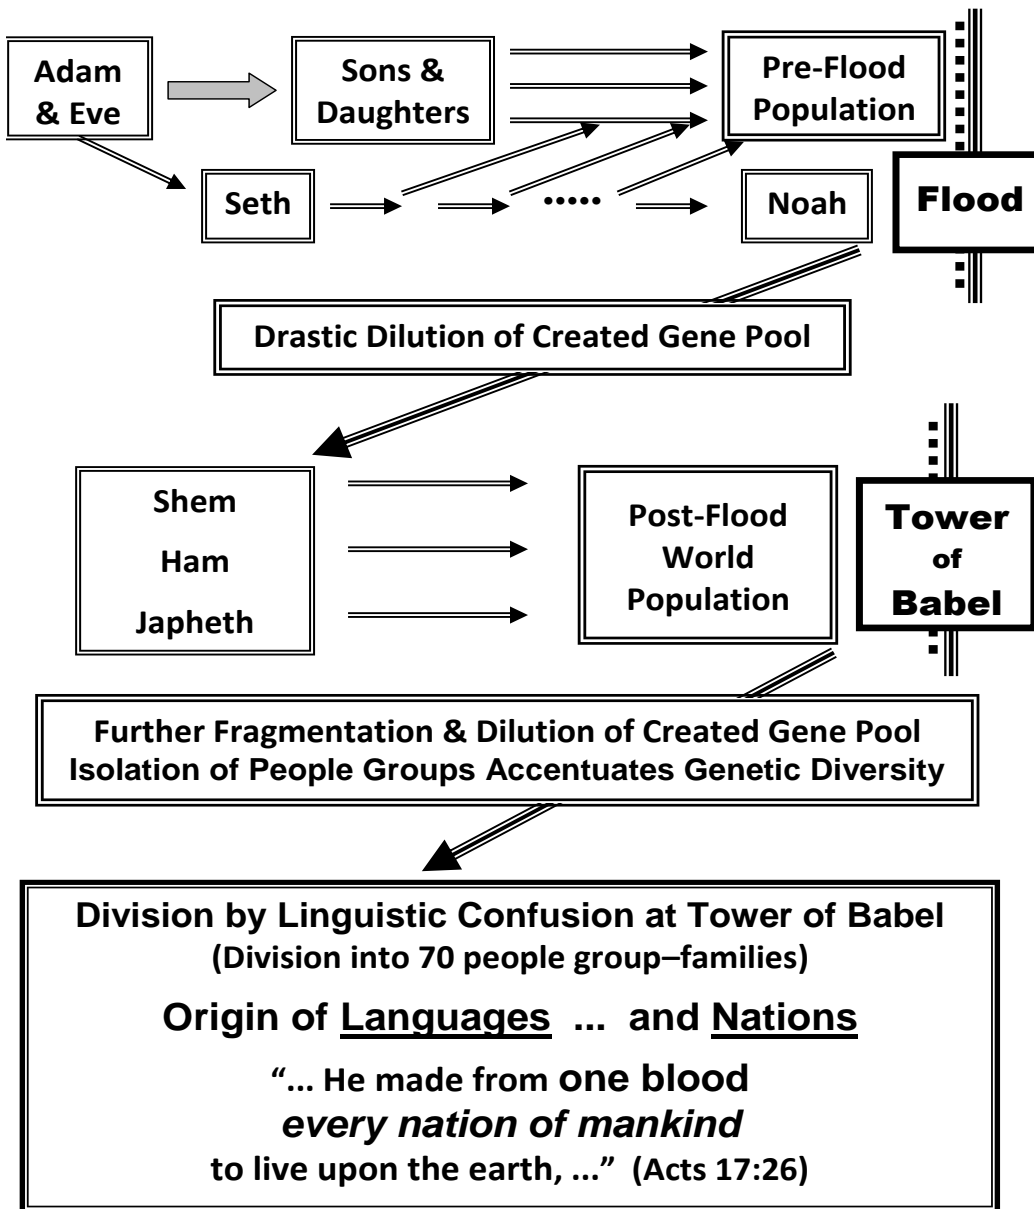 Adam
& Eve
Sons &
Daughters
Pre-Flood
Population
Seth
•••••
Noah
Flood
Drastic Dilution of Created Gene Pool
Shem
Ham
Japheth
Post-Flood
World
Population
Tower
of
Babel
Further Fragmentation & Dilution of Created Gene Pool
Isolation of People Groups Accentuates Genetic Diversity
Division by Linguistic Confusion at Tower of Babel
(Division into 70 people group–families)
Origin of Languages ... and Nations
“... He made from one blood
every nation of mankind
to live upon the earth, ...” (Acts 17:26)